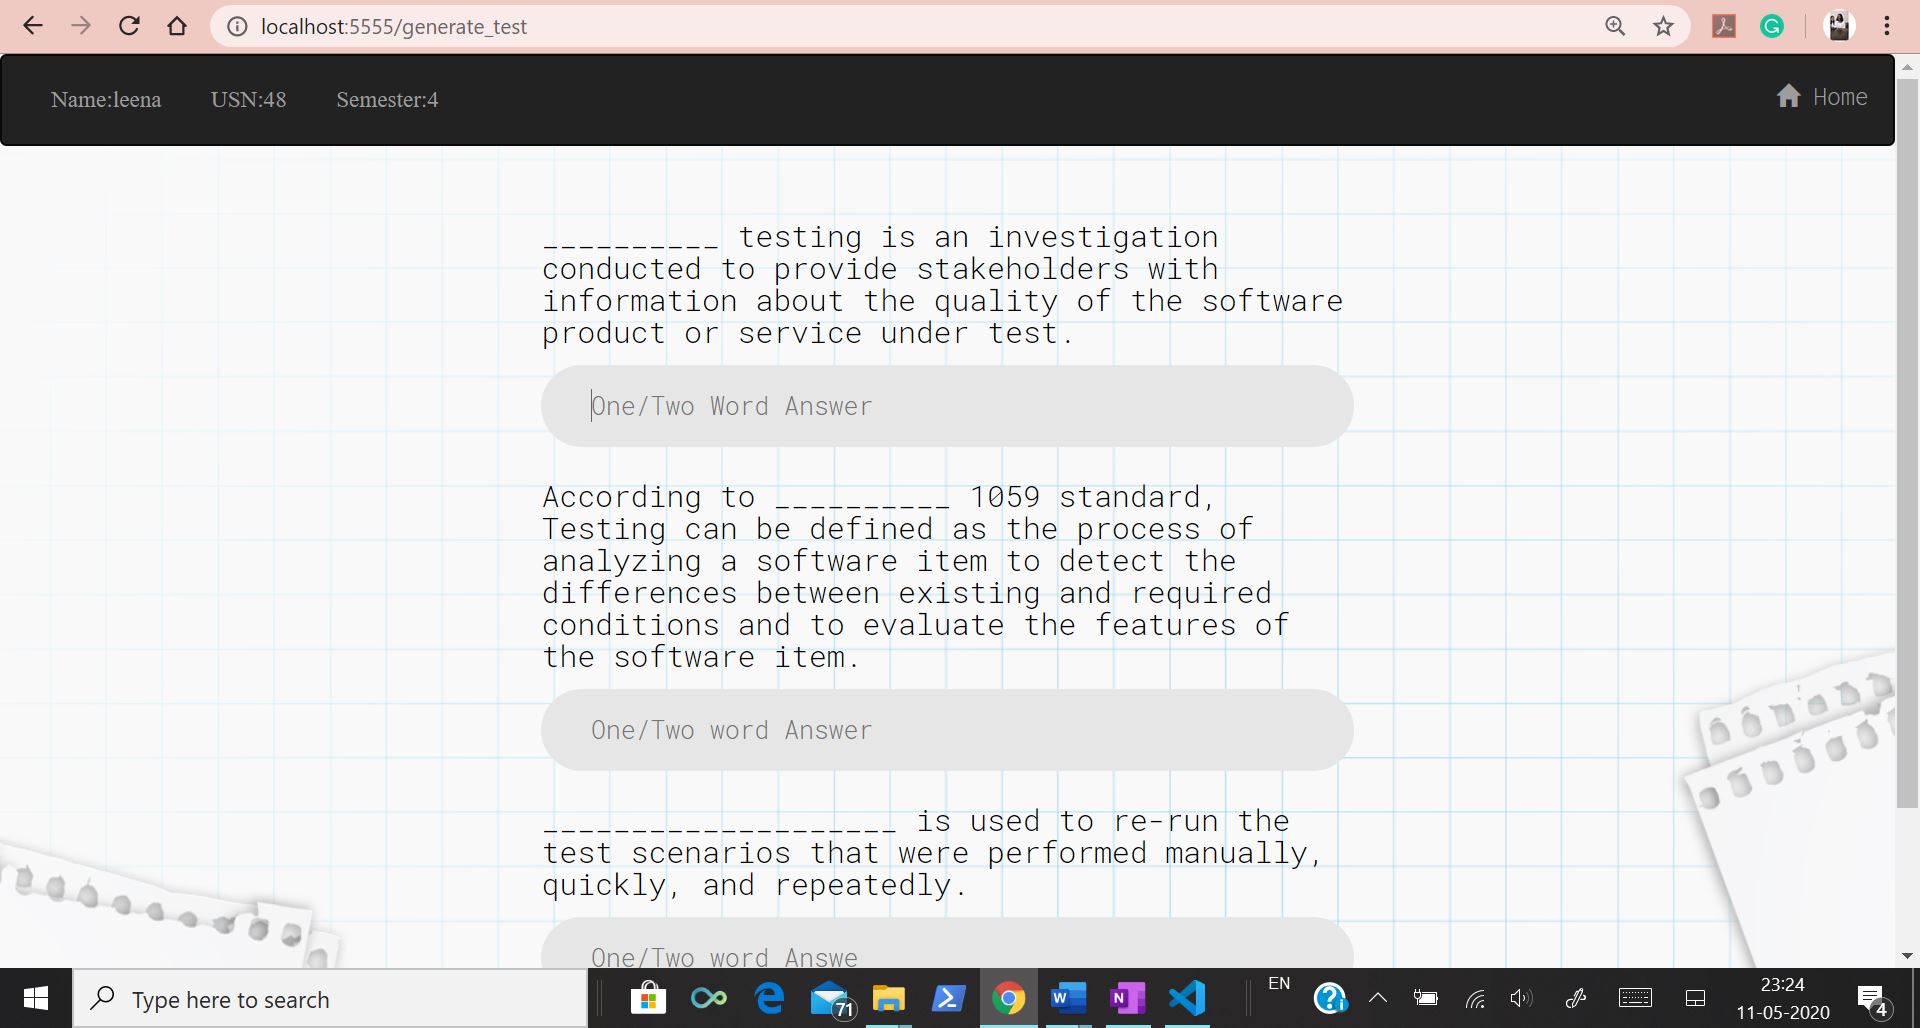 localhost:5555/generate_test
Name:leena USN:48 Semester:4 Home
__________ testing is an investigation
conducted to provide stakeholders with
information about the quality of the software
product or service under test.
One/Two Word Answer
According to __________ 1059 standard,
Testing can be defined as the process of
analyzing a software item to detect the
differences between existing and required
conditions and to evaluate the features of
the software item.
One/Two word Answer
____________________ is used to re-run the
test scenarios that were performed manually,
quickly, and repeatedly.
One/Two word Answe
Type here to search
71
W
N
EN
23:24
11-05-2020
4